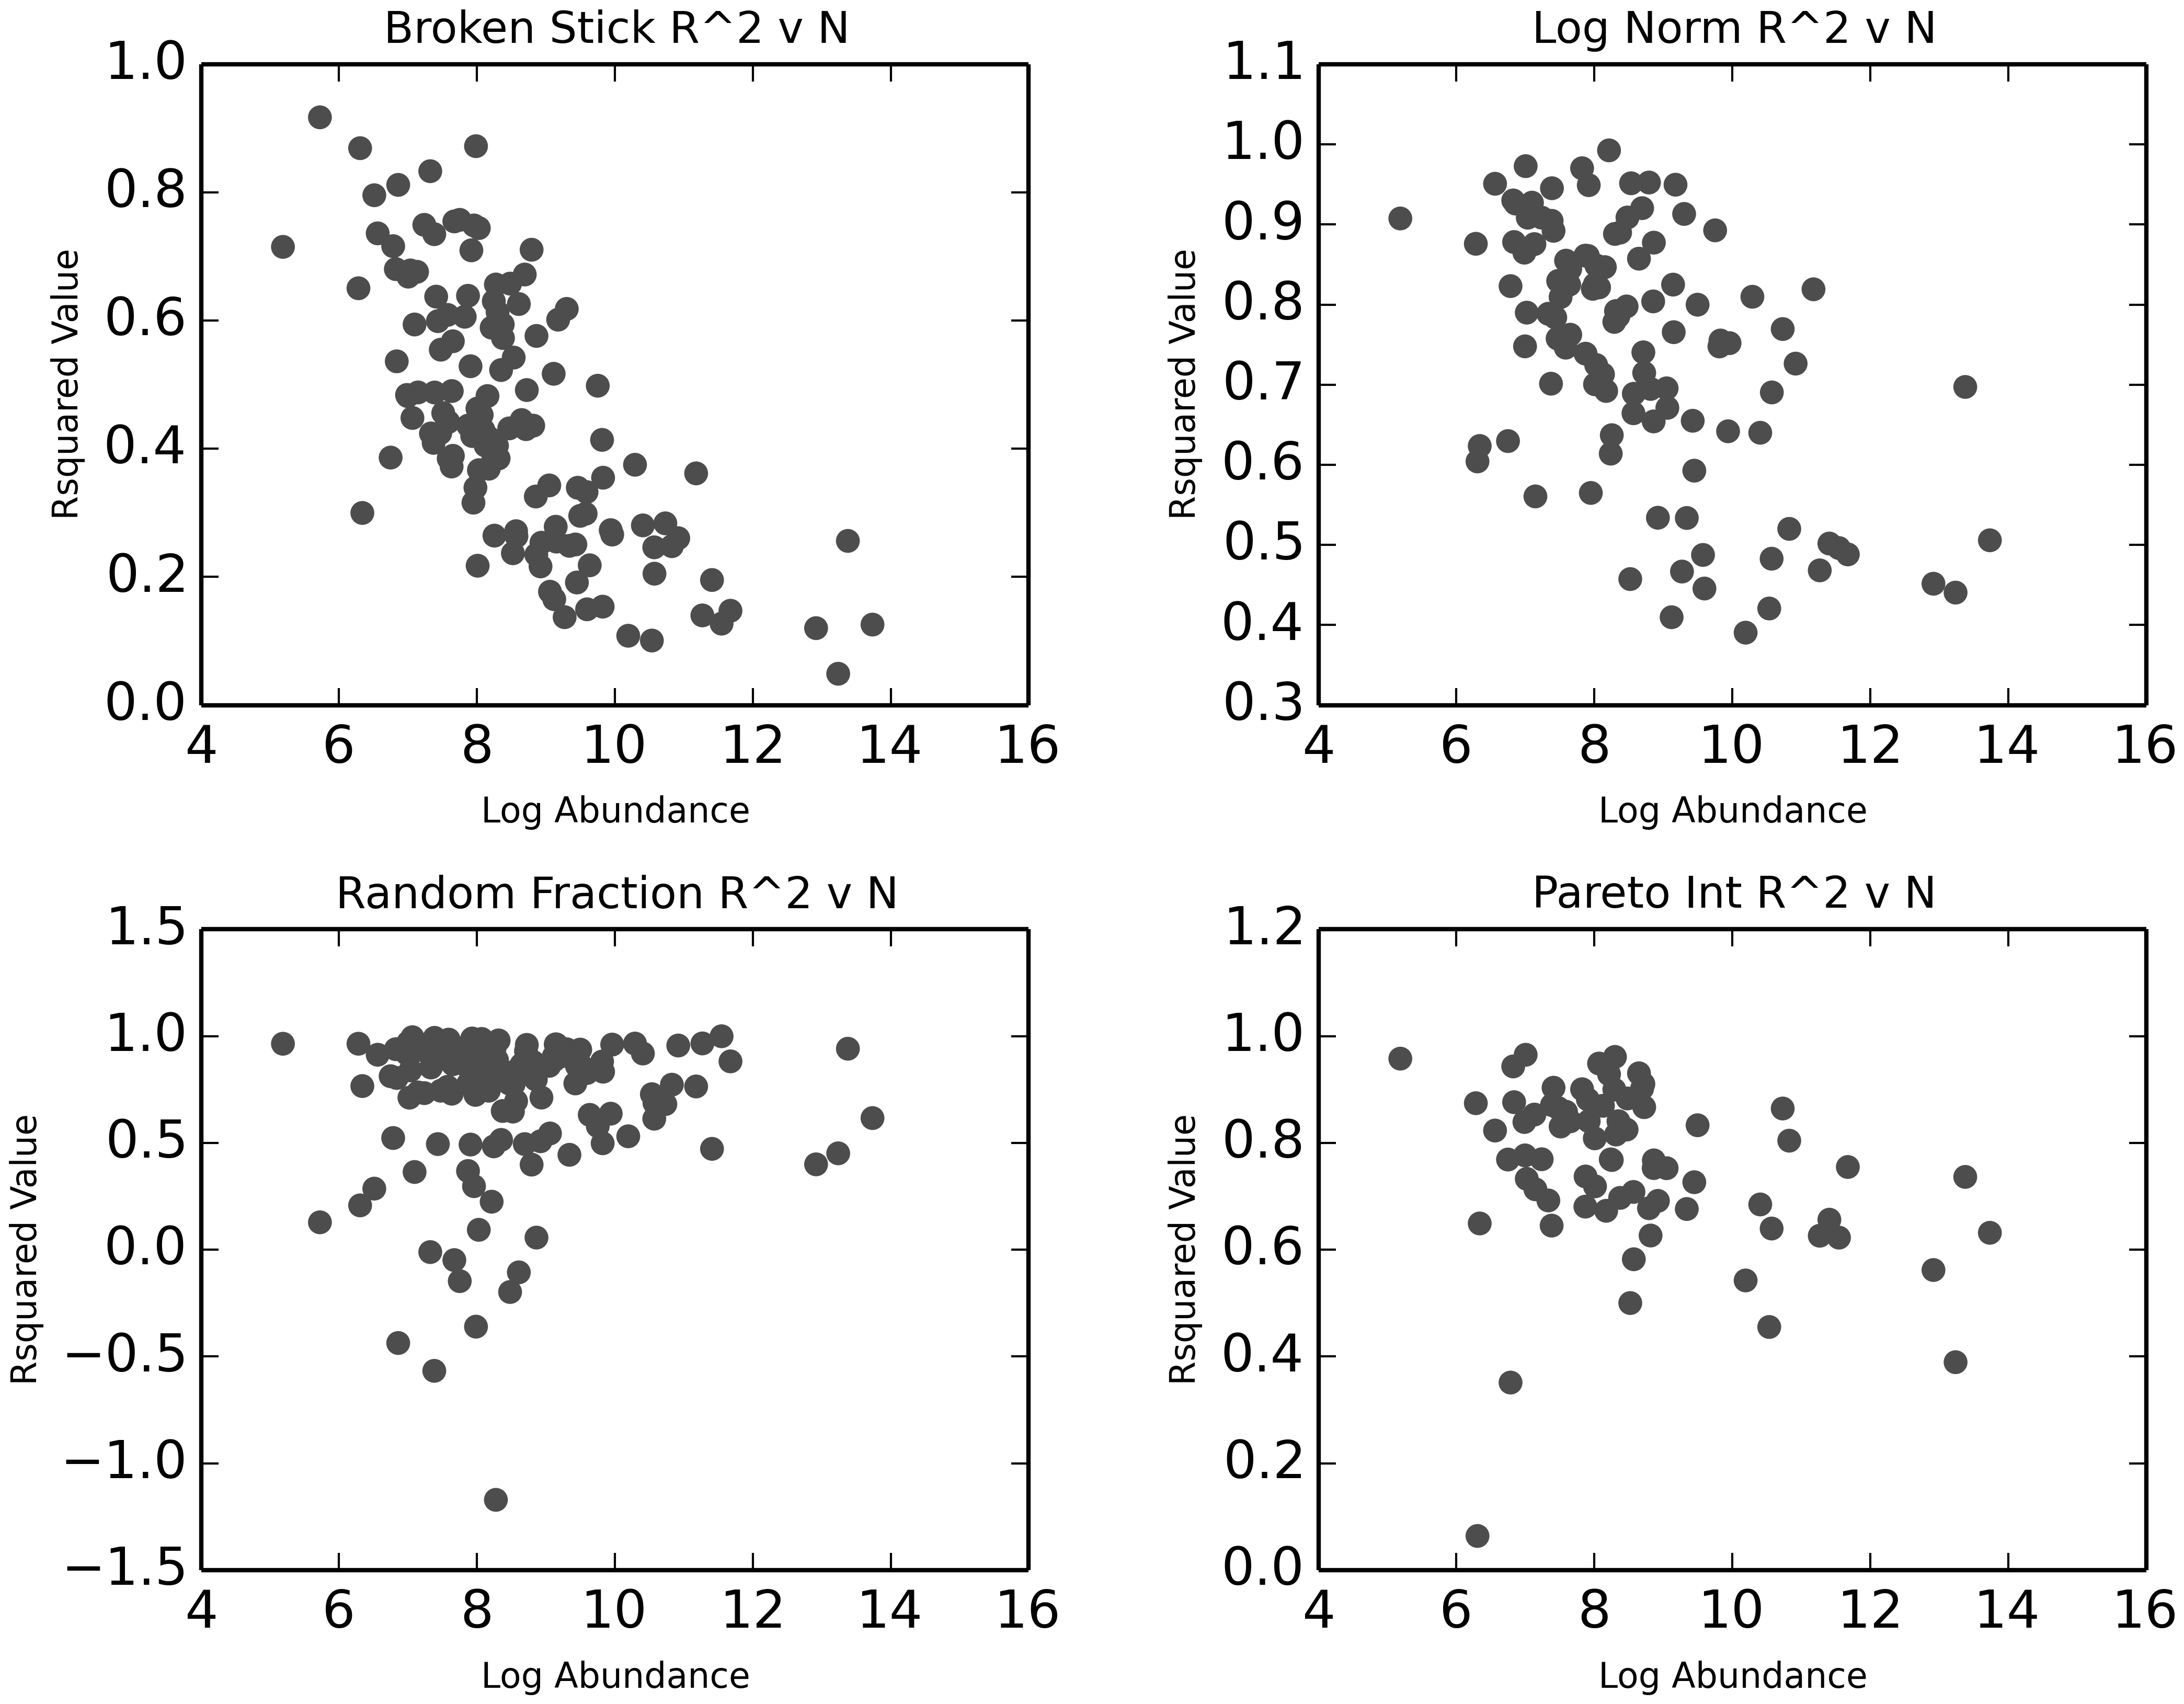 Broken Stick R^2 v N
1.0
0.8
0.6
0.4
0.2
0.0
Rsquared Value
4 6 8 10 12 14 16
Log Abundance
Log Norm R^2 v N
1.1
1.0
0.9
0.8
0.7
0.6
0.5
0.4
0.3
Rsquared Value
4 6 8 10 12 14 16
Log Abundance
Random Fraction R^2 v N
1.5
1.0
0.5
0.0
−0.5
−1.0
−1.5
Rsquared Value
4 6 8 10 12 14 16
Log Abundance
Pareto Int R^2 v N
1.2
1.0
0.8
0.6
0.4
0.2
0.0
Rsquared Value
4 6 8 10 12 14 16
Log Abundance